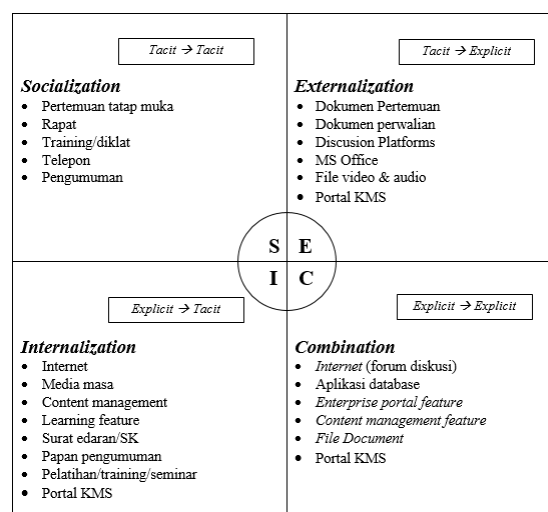 Tacit → Tacit
Socialization
• Pertemuan tatap muka
• Rapat
• Training/diklat
• Telepon
• Pengumuman
Tacit → Explicit
Externalization
• Dokumen Pertemuan
• Dokumen perwalian
• Discusion Platforms
• MS Office
• File video & audio
• Portal KMS
S E
I C
Explicit → Tacit
Internalization
• Internet
• Media masa
• Content management
• Learning feature
• Surat edaran/SK
• Papan pengumuman
• Pelatihan/training/seminar
• Portal KMS
Explicit → Explicit
Combination
• Internet (forum diskusi)
• Aplikasi database
• Enterprise portal feature
• Content management feature
• File Document
• Portal KMS